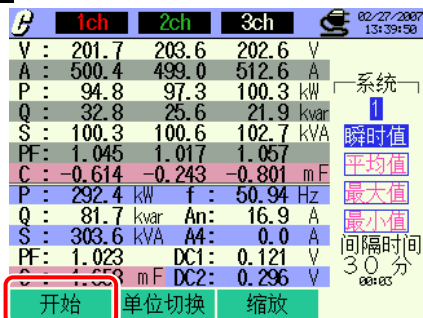 1ch 2ch 3ch 02/27/2007
13:39:50
V : 201.7 203.6 202.6 V
A : 500.4 499.0 512.6 A
P : 94.8 97.3 100.3 kW
Q : 32.8 25.6 21.9 kvar
S : 100.3 100.6 102.7 kVA
PF: 1.045 1.017 1.057
C : -0.614 -0.243 -0.801 mF
P : 292.4 kW f : 50.94 Hz
Q : 81.7 kvar An: 16.9 A
S : 303.6 kVA A4: 0.0 A
PF: 1.023 DC1: 0.121 V
mF DC2: 0.296 V
系统
1
瞬时值
平均值
最大值
最小值
间隔时间
30 分
00:03
开始 单位切换 缩放